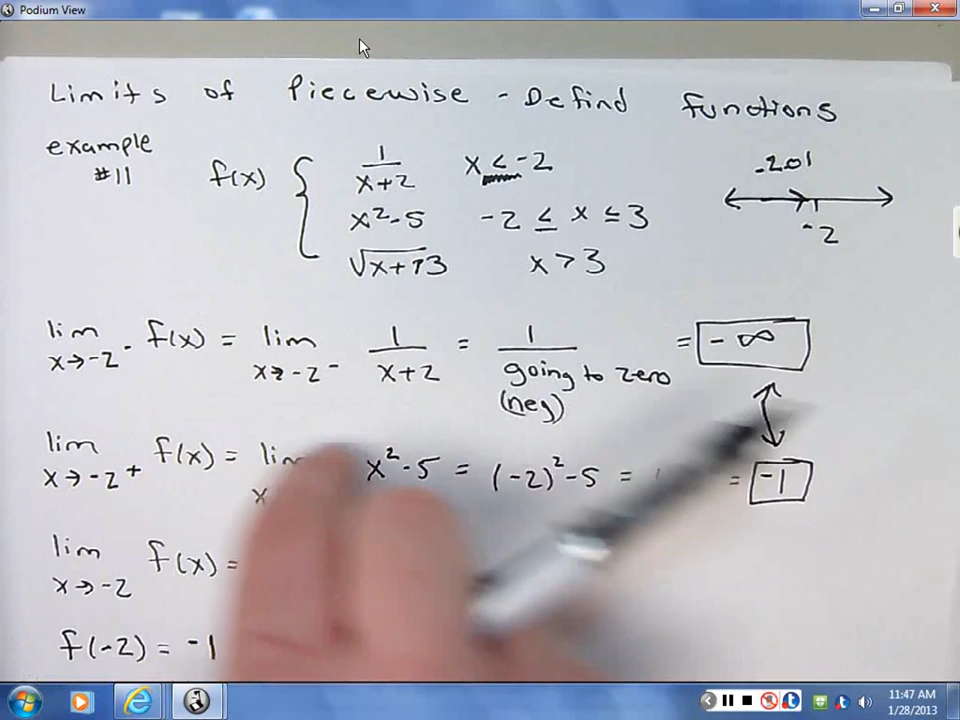 Podium View
Limits of Piecewise - Defind functions
example
#11
f(x) { 1/x+2 x < -2
x²-5 -2 ≤ x ≤ 3
√x+13 x > 3
-2.01
-2
lim x→-2⁻ f(x) = lim x→-2⁻ 1/x+2 = 1/going to zero (neg) = -∞
lim x→-2⁺ f(x) = lim x²-5 = (-2)²-5 = = -1
lim x→-2 f(x) =
f(-2) = -1
11:47 AM
1/28/2013